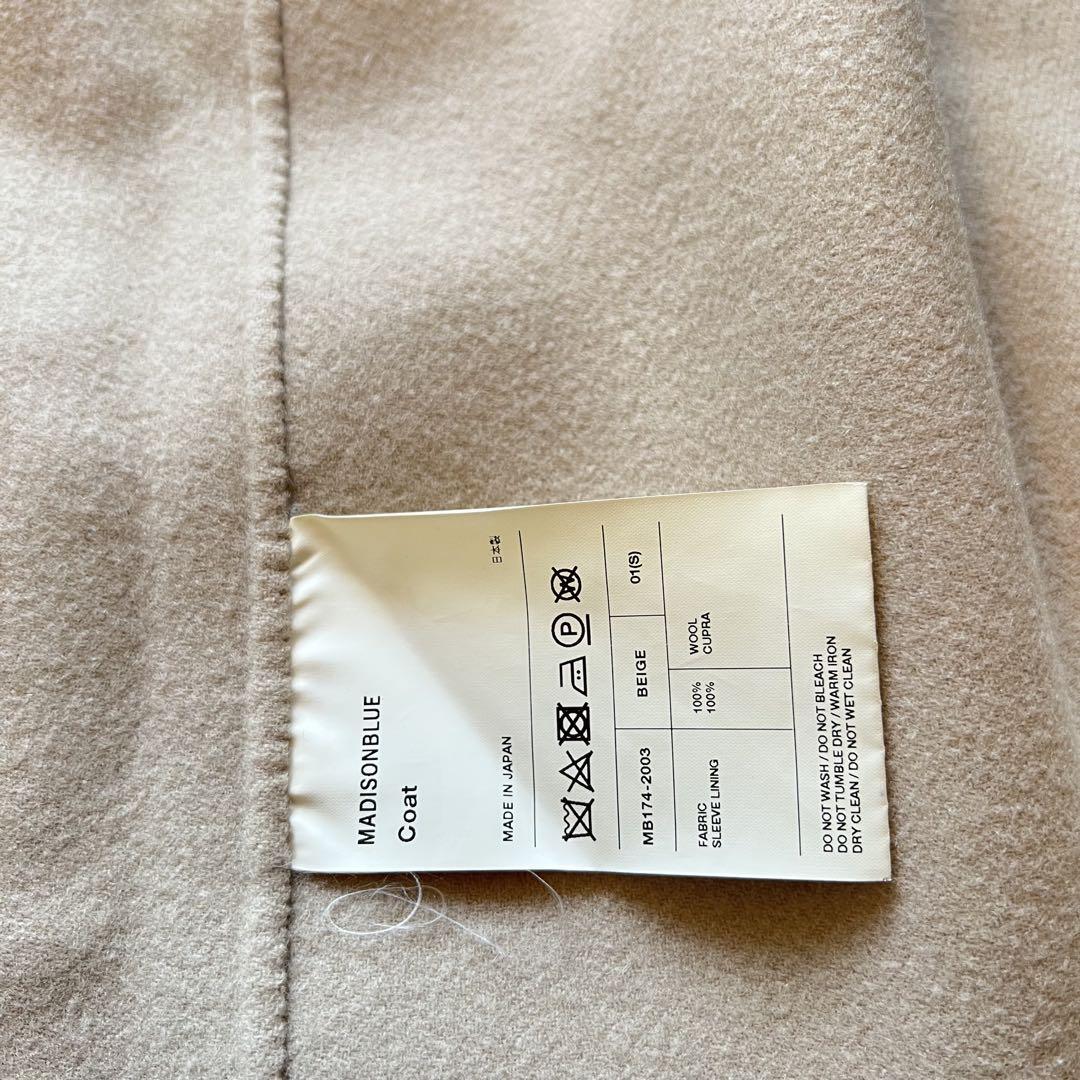 MADISONBLUE
Coat
MADE IN JAPAN 日本製
P W
MB174-2003 BEIGE 01(S)
FABRIC 100% WOOL
SLEEVE LINING 100% CUPRA
DO NOT WASH / DO NOT BLEACH
DO NOT TUMBLE DRY / WARM IRON
DRY CLEAN / DO NOT WET CLEAN